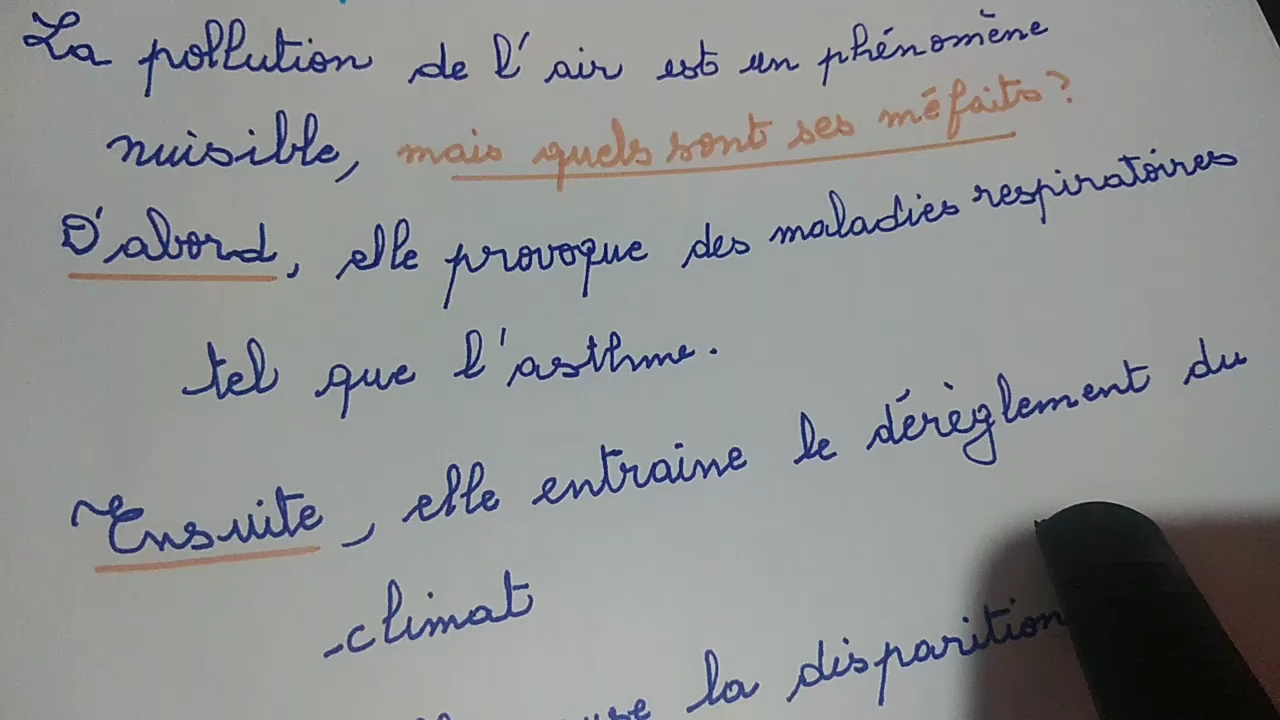 La pollution de l'air est un phénomène
nuisible, mais quels sont ses méfaits?
D'abord, elle provoque des maladies respiratoires
tel que l'asthme.
Ensuite, elle entraine le dérèglement du
climat
la disparition